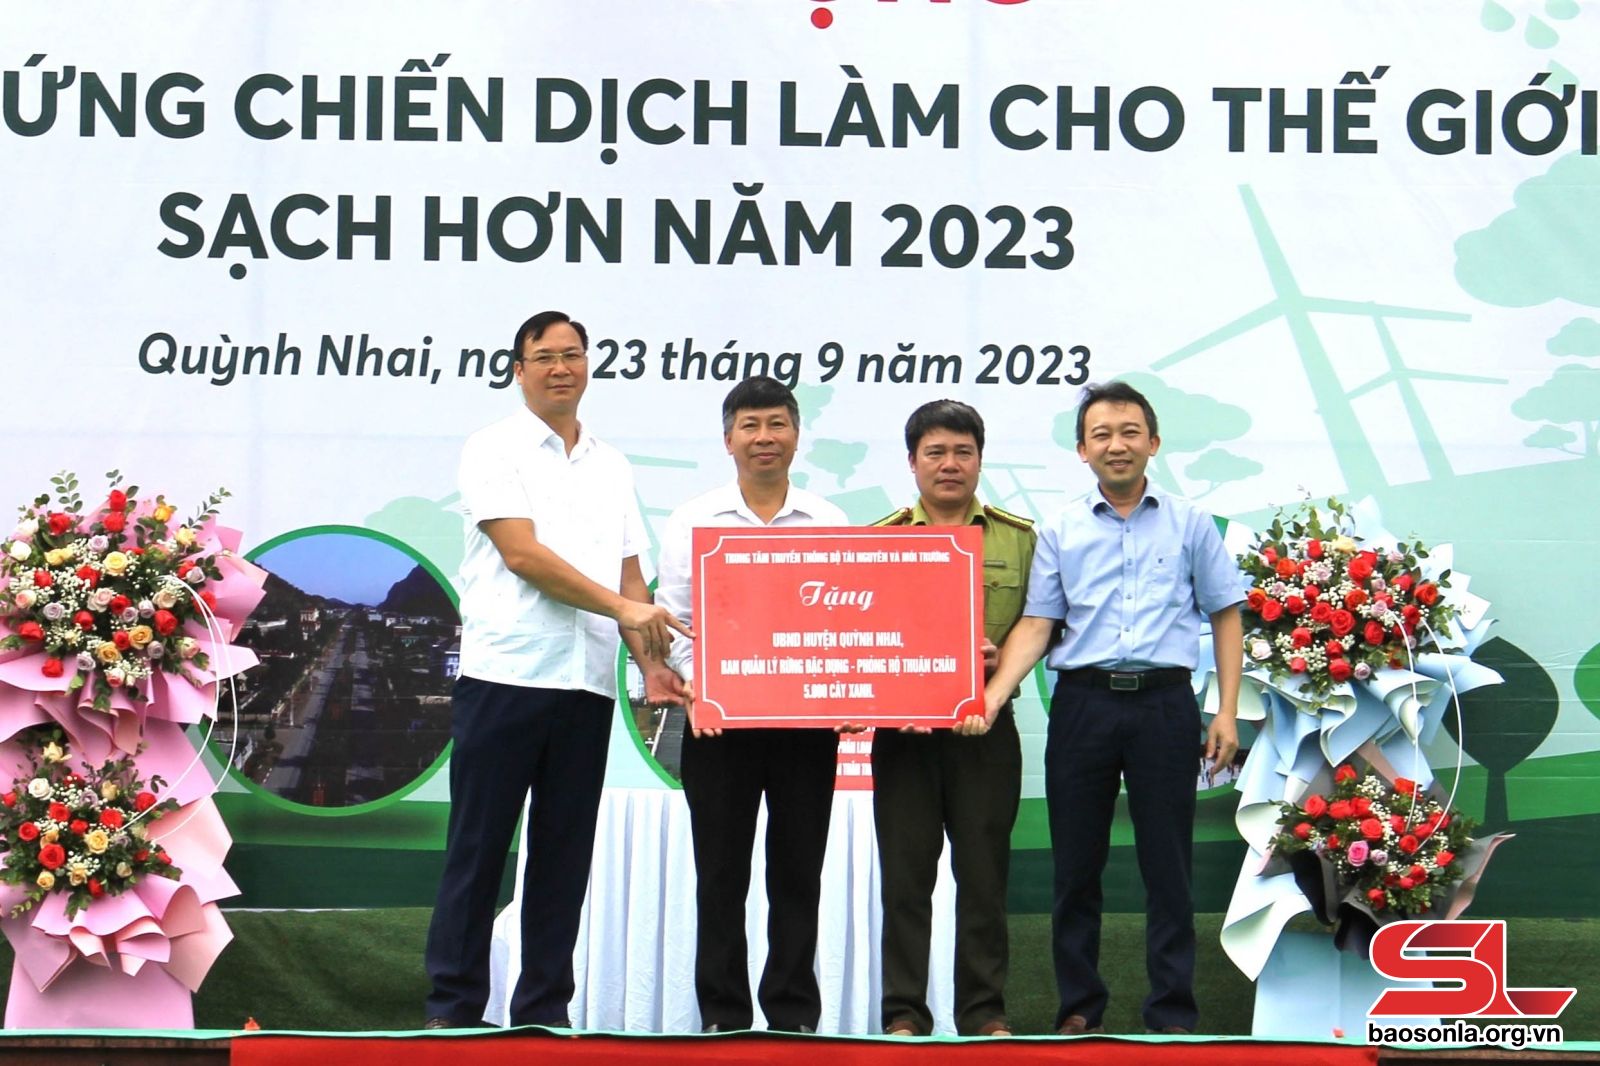 ỨNG CHIẾN DỊCH LÀM CHO THẾ GIỚI
SẠCH HƠN NĂM 2023
Quỳnh Nhai, ng 23 tháng 9 năm 2023
TRUNG TÂM TRUYỀN THÔNG BỘ TÀI NGUYÊN VÀ MÔI TRƯỜNG
Tặng
UBND HUYỆN QUỲNH NHAI,
BAN QUẢN LÝ RỪNG ĐẶC DỤNG - PHÒNG HỘ THUẬN CHÂU
5.000 CÂY XANH.
PHÂN LOẠI
SL
baosonla.org.vn